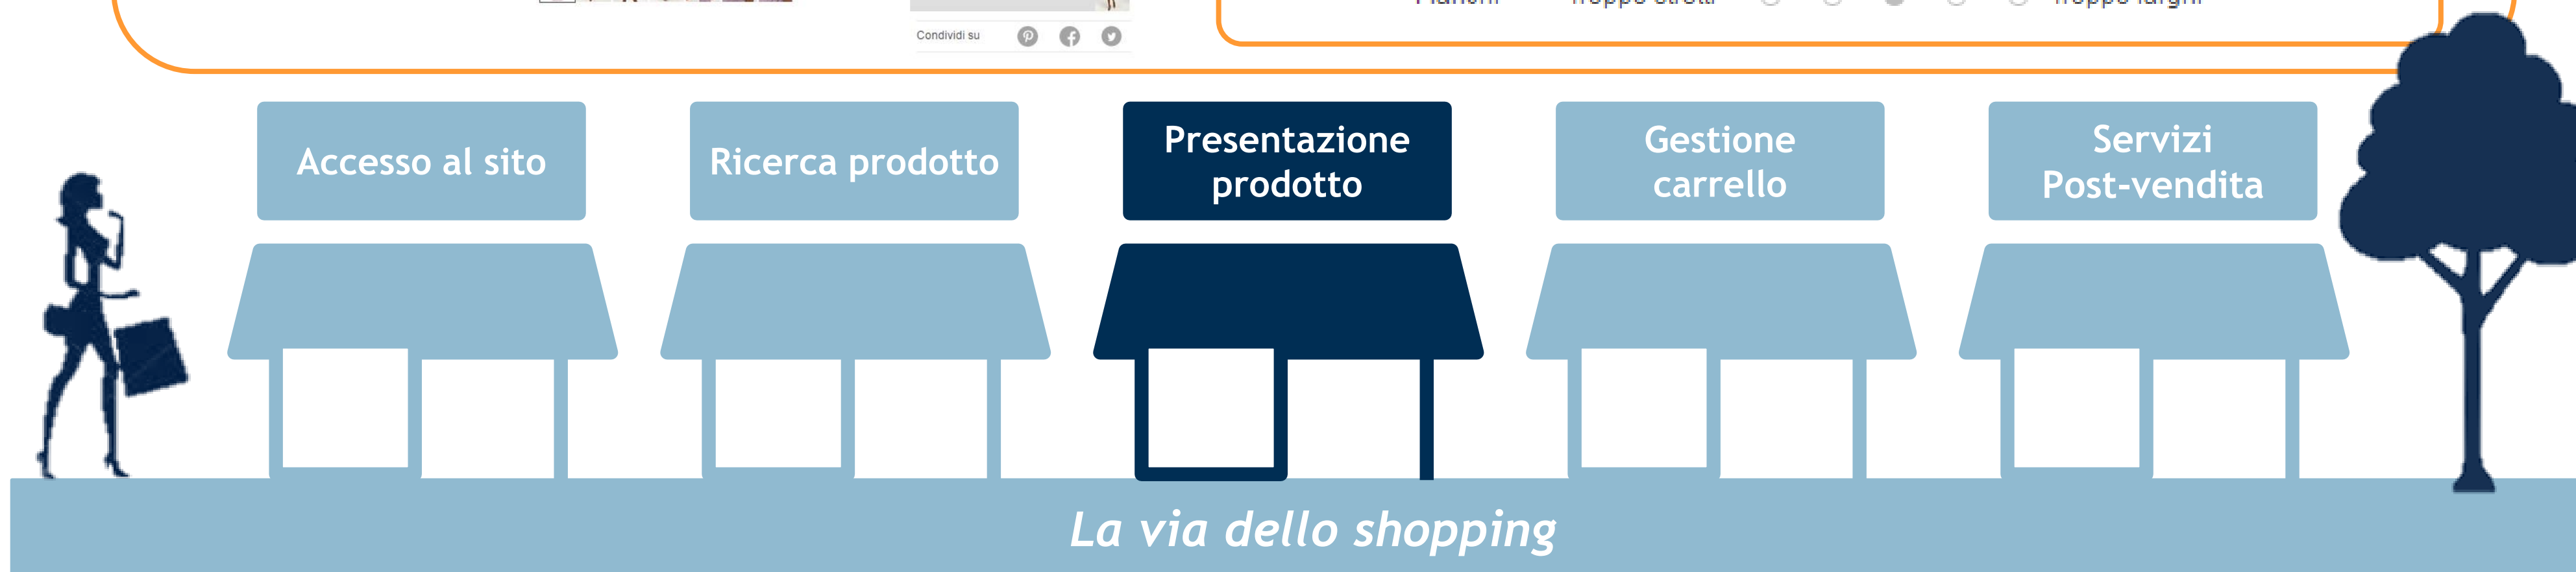 Condividi su
Accesso al sito
Ricerca prodotto
Presentazione
prodotto
Gestione
carrello
Servizi
Post-vendita
La via dello shopping